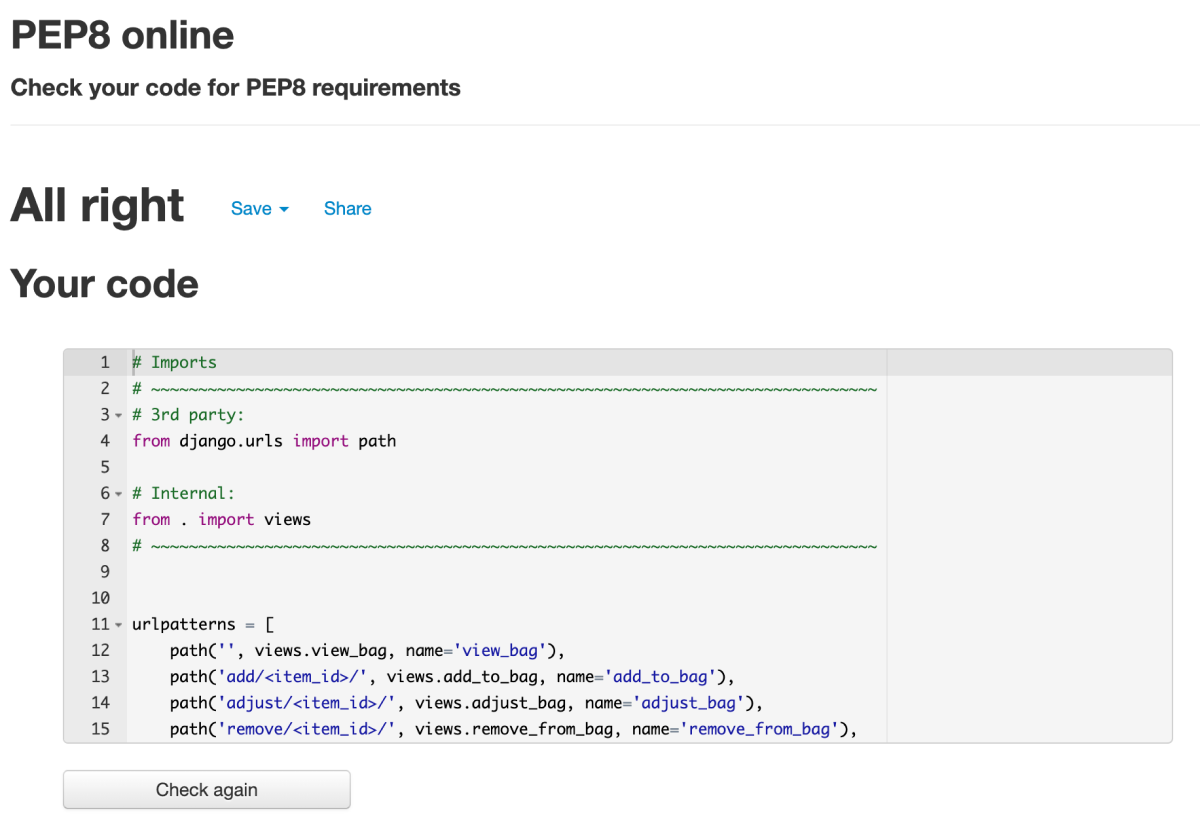 PEP8 online
Check your code for PEP8 requirements
All right Save Share
Your code
1 # Imports
2 # ~~~~~~~~~~~~~~~~~~~~~~~~~~~~~~~~~~~~~~~~~~~~~~~~~~~~~~~~~~~~~~~~~~~~~~~~~~~~~
3 # 3rd party:
4 from django.urls import path
5
6 # Internal:
7 from . import views
8 # ~~~~~~~~~~~~~~~~~~~~~~~~~~~~~~~~~~~~~~~~~~~~~~~~~~~~~~~~~~~~~~~~~~~~~~~~~~~~~
9
10
11 urlpatterns = [
12     path('', views.view_bag, name='view_bag'),
13     path('add/<item_id>/', views.add_to_bag, name='add_to_bag'),
14     path('adjust/<item_id>/', views.adjust_bag, name='adjust_bag'),
15     path('remove/<item_id>/', views.remove_from_bag, name='remove_from_bag'),
Check again